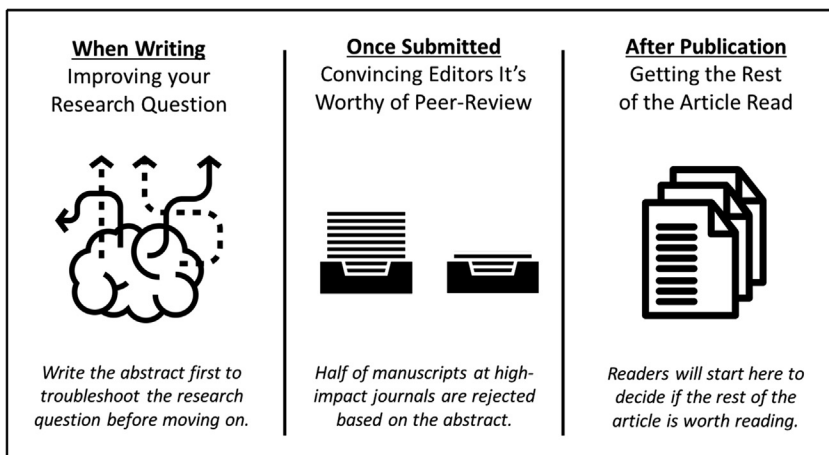 When Writing
Improving your
Research Question
Write the abstract first to
troubleshoot the research
question before moving on.
Once Submitted
Convincing Editors It's
Worthy of Peer-Review
Half of manuscripts at high-
impact journals are rejected
based on the abstract.
After Publication
Getting the Rest
of the Article Read
Readers will start here to
decide if the rest of the
article is worth reading.